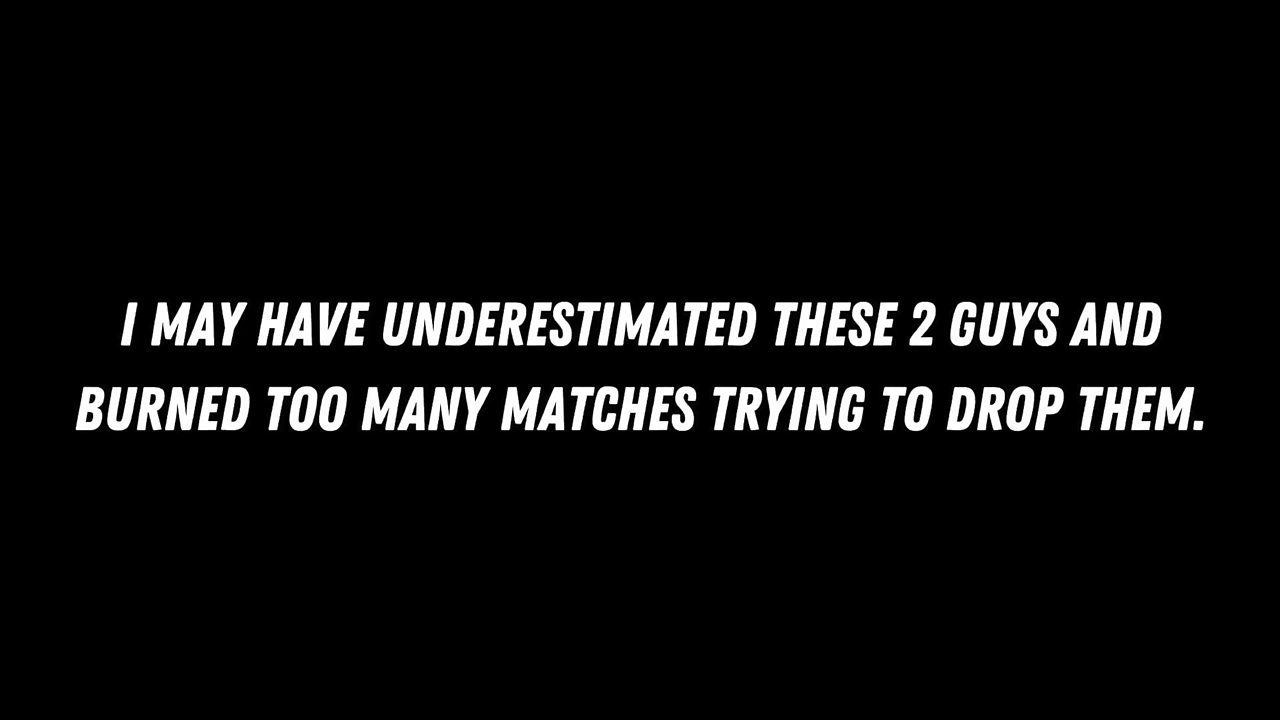 I MAY HAVE UNDERESTIMATED THESE 2 GUYS AND
BURNED TOO MANY MATCHES TRYING TO DROP THEM.